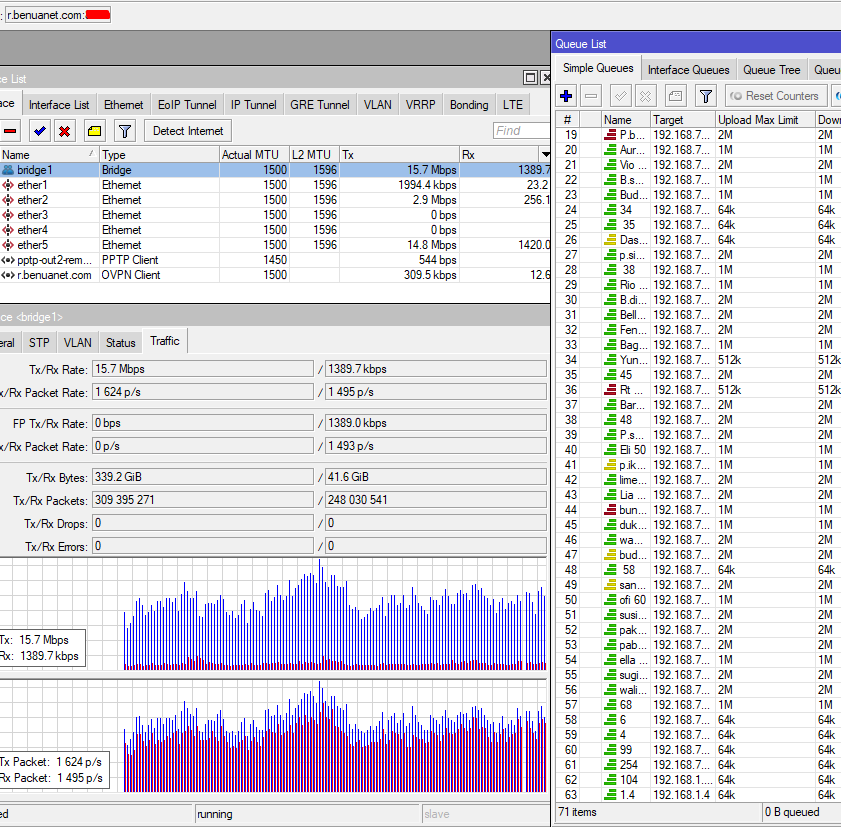 : r.benuanet.com:
ce List
ace Interface List Ethernet EoIP Tunnel IP Tunnel GRE Tunnel VLAN VRRP Bonding LTE
Detect Internet Find
Name / Type Actual MTU L2 MTU Tx Rx
bridge1 Bridge 1500 1596 15.7 Mbps 1389.7
ether1 Ethernet 1500 1596 1994.4 kbps 23.2
ether2 Ethernet 1500 1596 2.9 Mbps 256.1
ether3 Ethernet 1500 1596 0 bps
ether4 Ethernet 1500 1596 0 bps
ether5 Ethernet 1500 1596 14.8 Mbps 1420.0
pptp-out2-rem... PPTP Client 1450 544 bps
r.benuanet.com OVPN Client 1500 309.5 kbps 12.6
ce <bridge1>
eral STP VLAN Status Traffic
Tx/Rx Rate: 15.7 Mbps / 1389.7 kbps
x/Rx Packet Rate: 1 624 p/s / 1 495 p/s
FP Tx/Rx Rate: 0 bps / 1389.0 kbps
x/Rx Packet Rate: 0 p/s / 1 493 p/s
Tx/Rx Bytes: 339.2 GiB / 41.6 GiB
Tx/Rx Packets: 309 395 271 / 248 030 541
Tx/Rx Drops: 0 / 0
Tx/Rx Errors: 0 / 0
Tx: 15.7 Mbps
Rx: 1389.7 kbps
Tx Packet: 1 624 p/s
Rx Packet: 1 495 p/s
ed running slave
Queue List
Simple Queues Interface Queues Queue Tree Queu
Reset Counters
# Name Target Upload Max Limit Down
19 P.b... 192.168.7... 2M 2M
20 Aur... 192.168.7... 2M 2M
21 Vio ... 192.168.7... 2M 2M
22 B.s... 192.168.7... 1M 1M
23 Bud... 192.168.7... 1M 1M
24 34 192.168.7... 64k 64k
25 35 192.168.7... 64k 64k
26 Das... 192.168.7... 64k 64k
27 p.si... 192.168.7... 2M 2M
28 38 192.168.7... 1M 1M
29 Rio ... 192.168.7... 1M 1M
30 B.di... 192.168.7... 2M 2M
31 Bell... 192.168.7... 2M 2M
32 Fen... 192.168.7... 2M 2M
33 Bag... 192.168.7... 1M 1M
34 Yun... 192.168.7... 512k 512k
35 45 192.168.7... 2M 2M
36 Rt ... 192.168.7... 512k 512k
37 Bar... 192.168.7... 2M 2M
38 48 192.168.7... 2M 2M
39 P.s... 192.168.7... 2M 2M
40 Eli 50 192.168.7... 1M 1M
41 p.ik... 192.168.7... 1M 1M
42 lime... 192.168.7... 2M 2M
43 Lia ... 192.168.7... 2M 2M
44 bun... 192.168.7... 1M 1M
45 duk... 192.168.7... 1M 1M
46 wa... 192.168.7... 2M 2M
47 bud... 192.168.7... 2M 2M
48 58 192.168.7... 64k 64k
49 san... 192.168.7... 2M 2M
50 ofi 60 192.168.7... 1M 1M
51 susi... 192.168.7... 2M 2M
52 pak... 192.168.7... 2M 2M
53 pab... 192.168.7... 2M 2M
54 ella ... 192.168.7... 1M 1M
55 sugi... 192.168.7... 2M 2M
56 wali... 192.168.7... 2M 2M
57 68 192.168.7... 1M 1M
58 6 192.168.7... 64k 64k
59 4 192.168.7... 64k 64k
60 99 192.168.7... 64k 64k
61 254 192.168.7... 64k 64k
62 104 192.168.1.... 64k 64k
63 1.4 192.168.1.4 64k 64k
71 items 0 B queued